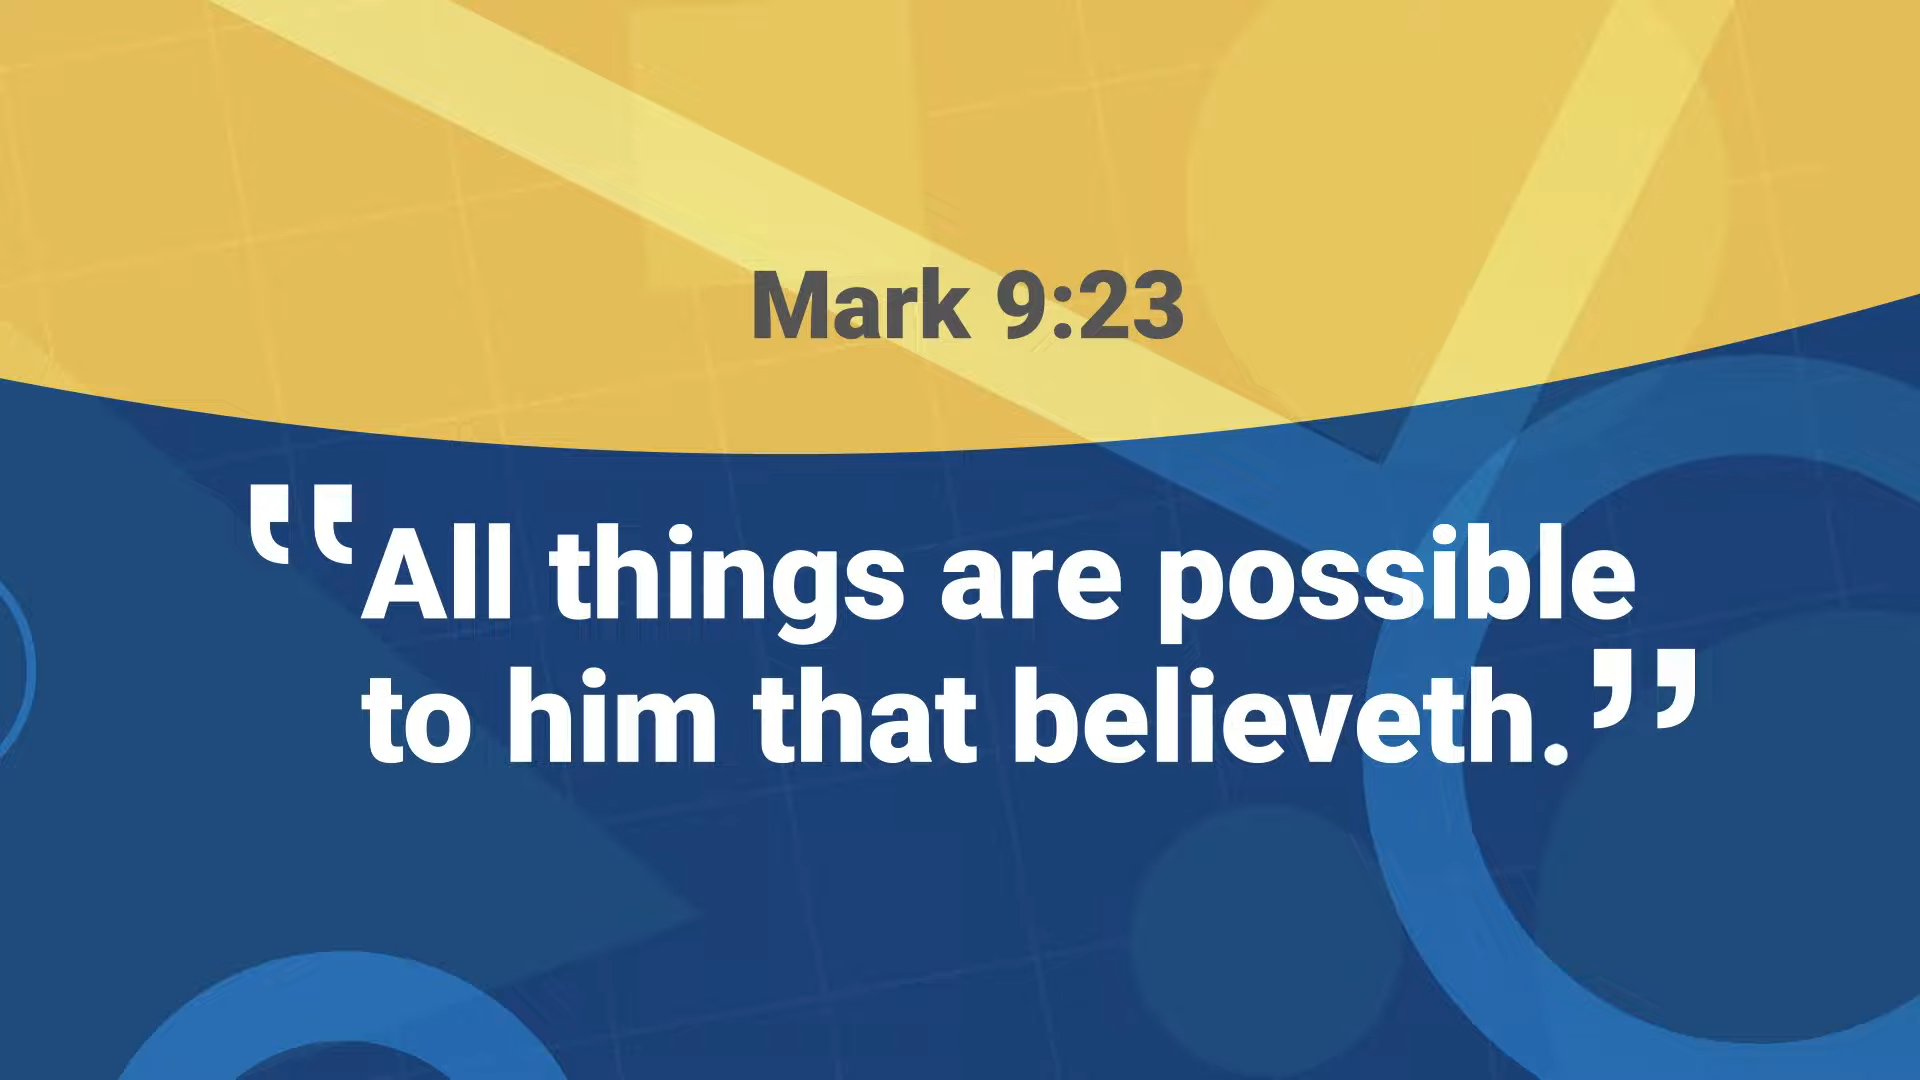 Mark 9:23
“All things are possible
to him that believeth.”